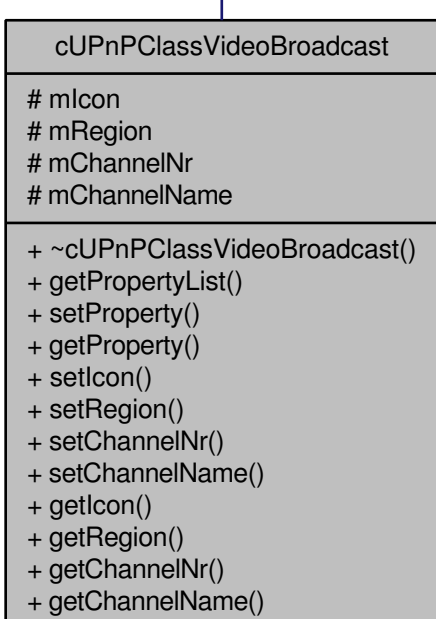 cUPnPClassVideoBroadcast
# mIcon
# mRegion
# mChannelNr
# mChannelName
+ ~cUPnPClassVideoBroadcast()
+ getPropertyList()
+ setProperty()
+ getProperty()
+ setIcon()
+ setRegion()
+ setChannelNr()
+ setChannelName()
+ getIcon()
+ getRegion()
+ getChannelNr()
+ getChannelName()